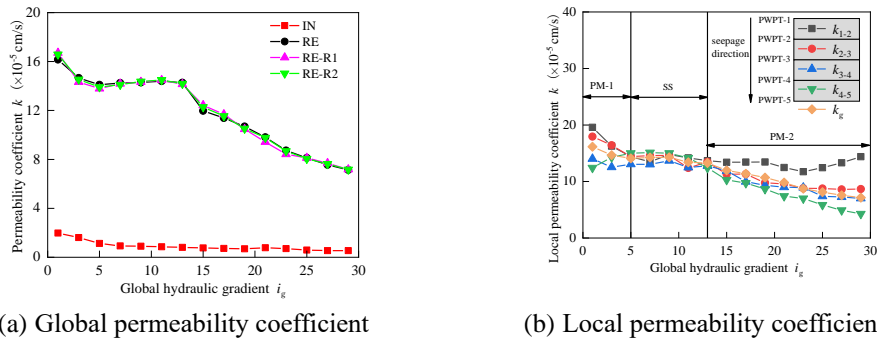 20
16
12
8
4
0
0 5 10 15 20 25 30
Permeability coefficient k (×10⁻⁵ cm/s)
Global hydraulic gradient i_g
IN
RE
RE-R1
RE-R2
(a) Global permeability coefficient
40
30
20
10
0
0 5 10 15 20 25 30
Local permeability coefficient k (×10⁻⁵ cm/s)
Global hydraulic gradient i_g
PM-1
SS
PM-2
seepage
direction
PWPT-1
PWPT-2
PWPT-3
PWPT-4
PWPT-5
k₁₋₂
k₂₋₃
k₃₋₄
k₄₋₅
k_g
(b) Local permeability coefficien